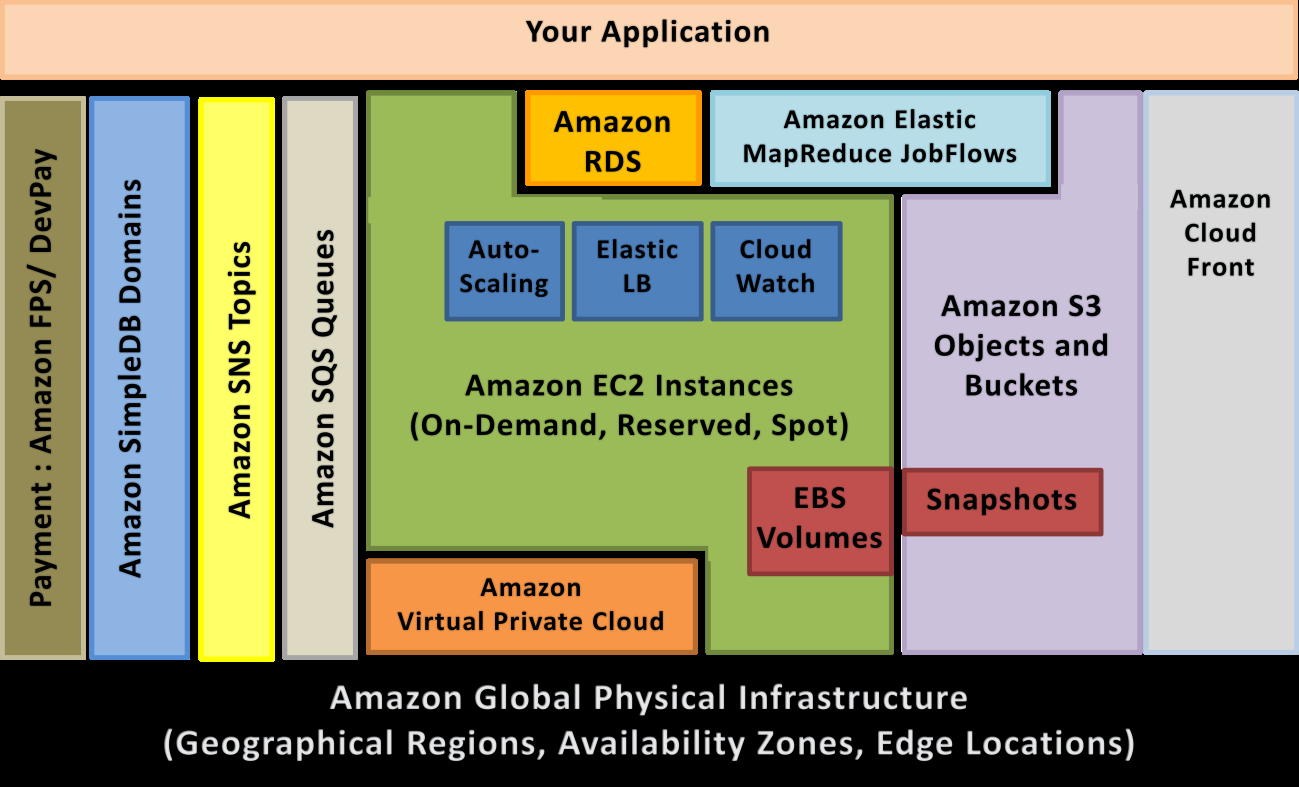 Your Application
Payment : Amazon FPS/ DevPay
Amazon SimpleDB Domains
Amazon SNS Topics
Amazon SQS Queues
Amazon
RDS
Amazon Elastic
MapReduce JobFlows
Auto-
Scaling
Elastic
LB
Cloud
Watch
Amazon EC2 Instances
(On-Demand, Reserved, Spot)
EBS
Volumes
Amazon
Virtual Private Cloud
Amazon S3
Objects and
Buckets
Snapshots
Amazon
Cloud
Front
Amazon Global Physical Infrastructure
(Geographical Regions, Availability Zones, Edge Locations)